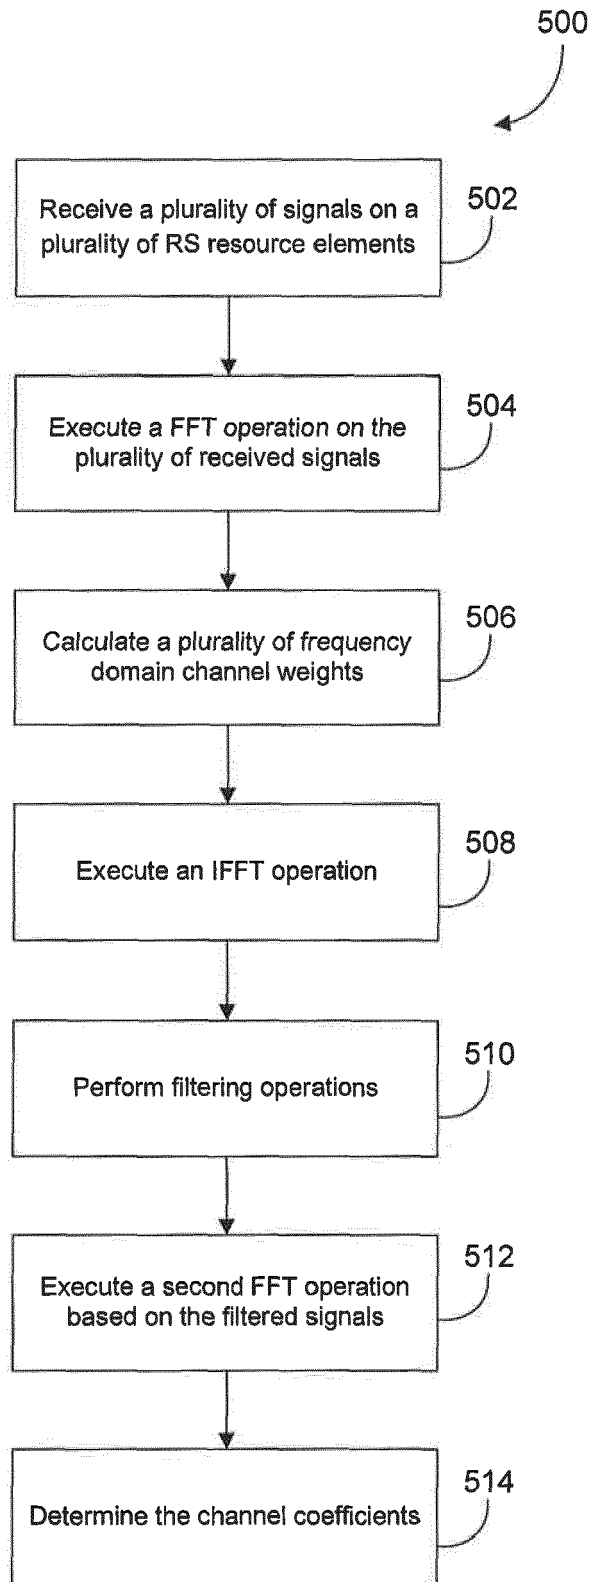 500
502
Receive a plurality of signals on a
plurality of RS resource elements
504
Execute a FFT operation on the
plurality of received signals
506
Calculate a plurality of frequency
domain channel weights
508
Execute an IFFT operation
510
Perform filtering operations
512
Execute a second FFT operation
based on the filtered signals
514
Determine the channel coefficients